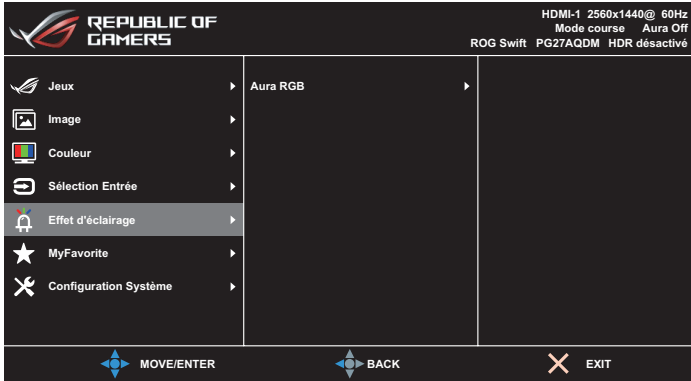 REPUBLIC OF
GAMERS
HDMI-1 2560x1440@ 60Hz
Mode course Aura Off
ROG Swift PG27AQDM HDR désactivé
Jeux
Aura RGB
Image
Couleur
Sélection Entrée
Effet d'éclairage
MyFavorite
Configuration Système
MOVE/ENTER
BACK
EXIT